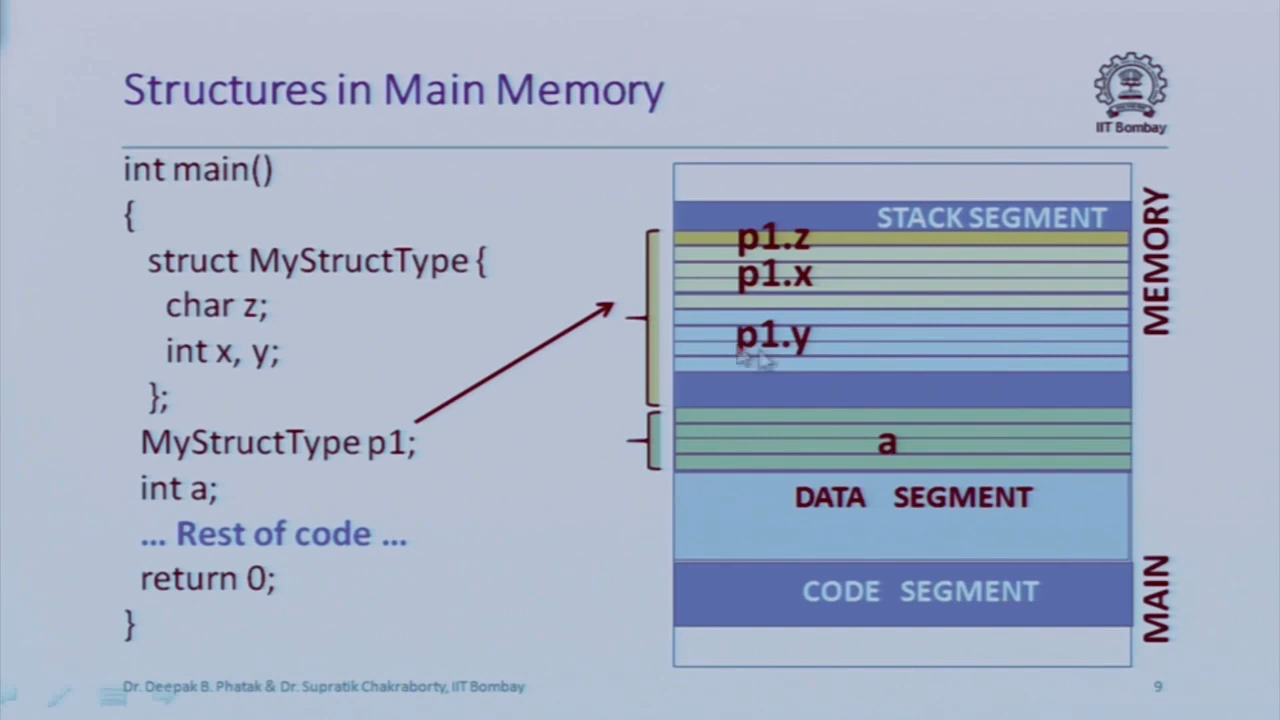 Structures in Main Memory
IIT Bombay
int main()
{
struct MyStructType {
char z;
int x, y;
};
MyStructType p1;
int a;
... Rest of code ...
return 0;
}
STACK SEGMENT
p1.z
p1.x
p1.y
a
DATA SEGMENT
CODE SEGMENT
MAIN MEMORY
Dr. Deepak B. Phatak & Dr. Supratik Chakraborty, IIT Bombay
9